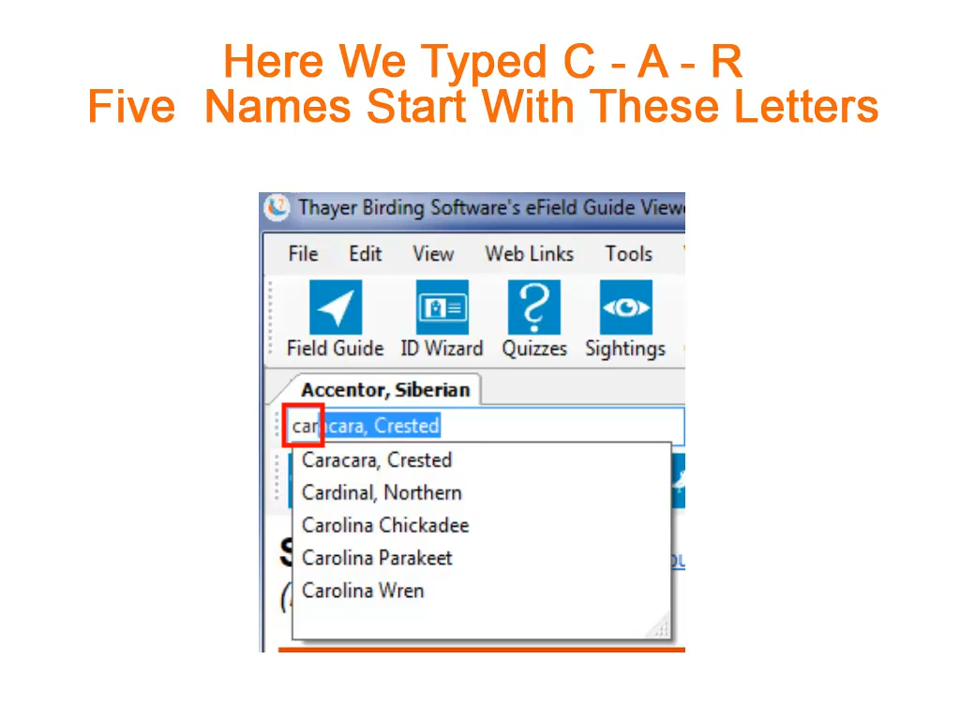 Here We Typed C - A - R
Five Names Start With These Letters
Thayer Birding Software's eField Guide View
File Edit View Web Links Tools
Field Guide ID Wizard Quizzes Sightings
Accentor, Siberian
caracara, Crested
Caracara, Crested
Cardinal, Northern
Carolina Chickadee
Carolina Parakeet
Carolina Wren